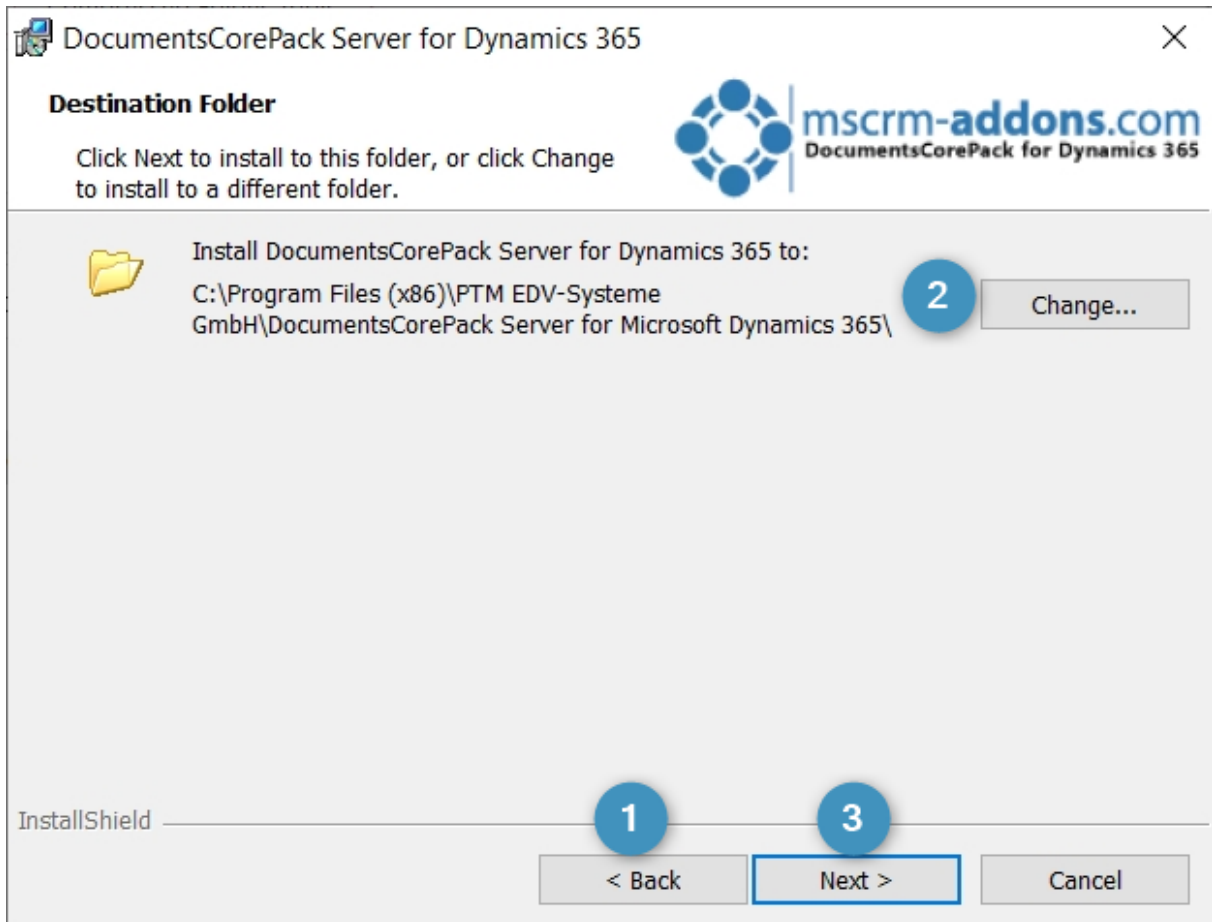 DocumentsCorePack Server for Dynamics 365
Destination Folder
Click Next to install to this folder, or click Change
to install to a different folder.
mscrm-addons.com
DocumentsCorePack for Dynamics 365
Install DocumentsCorePack Server for Dynamics 365 to:
C:\Program Files (x86)\PTM EDV-Systeme
GmbH\DocumentsCorePack Server for Microsoft Dynamics 365\
2
Change...
InstallShield
1
3
< Back
Next >
Cancel